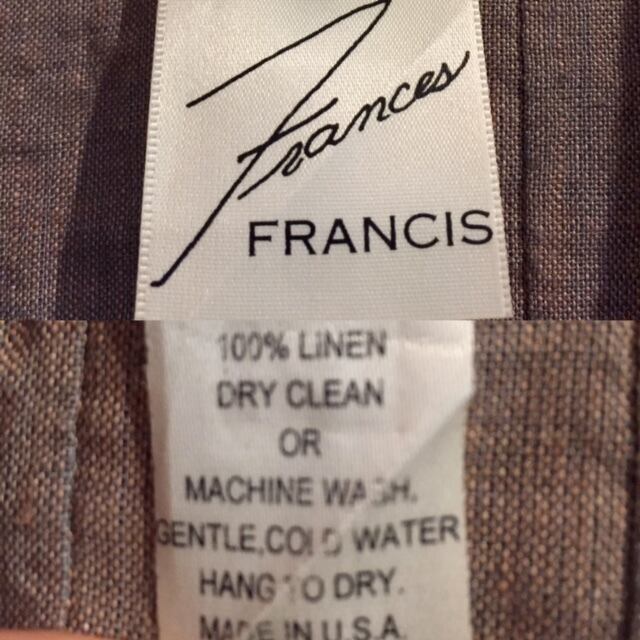 Frances
FRANCIS
100% LINEN
DRY CLEAN
OR
MACHINE WASH.
GENTLE,COLD WATER
HANG TO DRY.
MADE IN U.S.A.